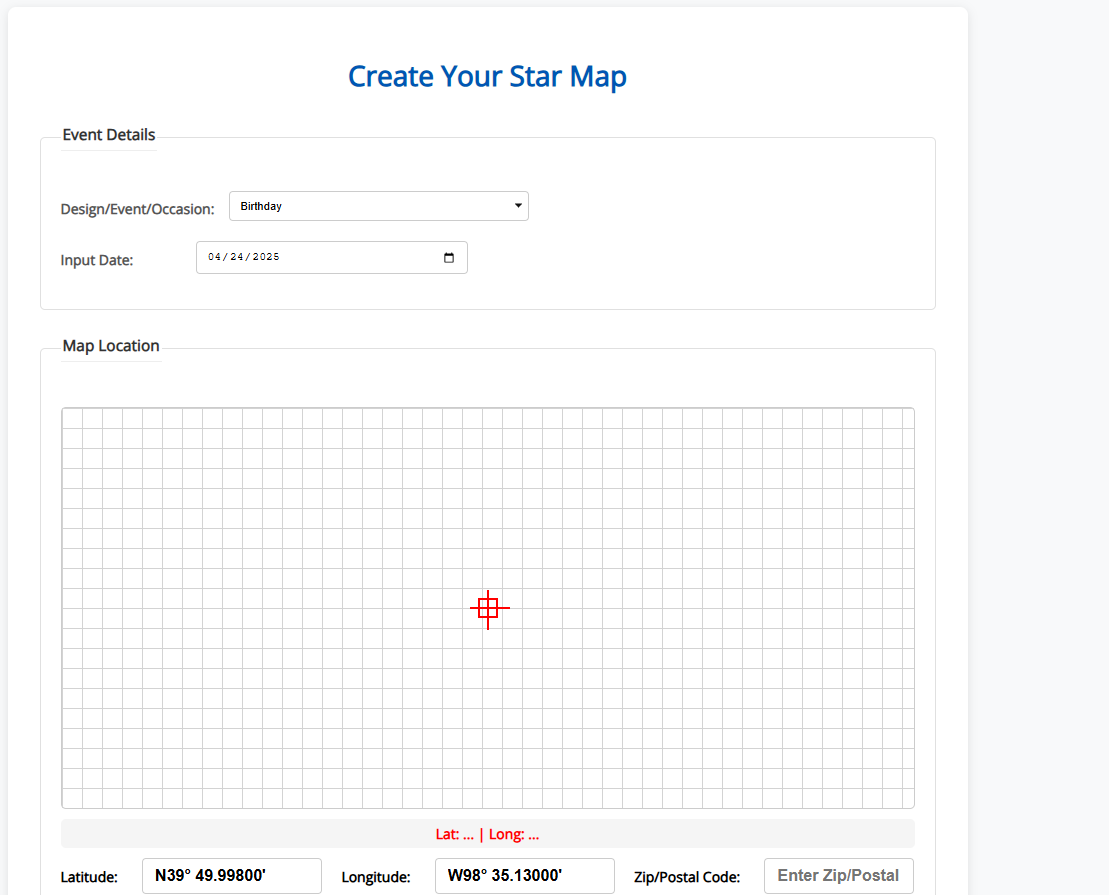 Create Your Star Map
Event Details
Design/Event/Occasion: Birthday
Input Date: 04/24/2025
Map Location
Lat: ... | Long: ...
Latitude: N39° 49.99800' Longitude: W98° 35.13000' Zip/Postal Code: Enter Zip/Postal